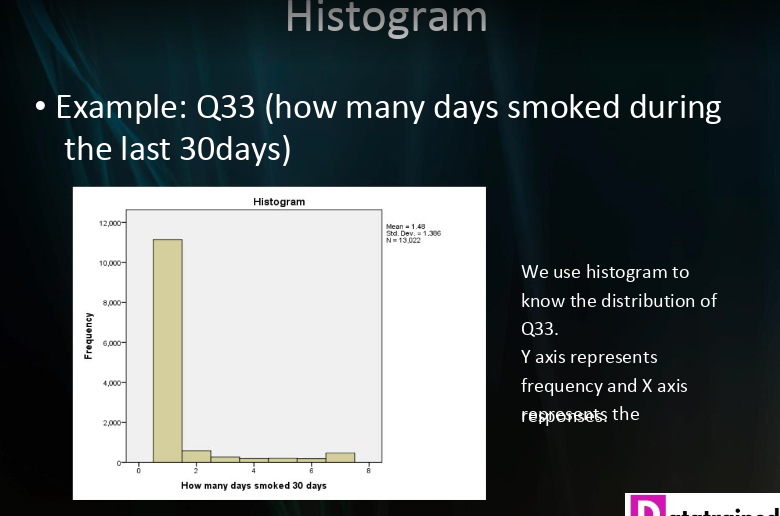 Histogram
• Example: Q33 (how many days smoked during
the last 30days)
Histogram
Mean = 1.48
Std. Dev. = 1.386
N = 13,022
12,000
10,000
8,000
6,000
4,000
2,000
0
Frequency
0 2 4 6 8
How many days smoked 30 days
We use histogram to
know the distribution of
Q33.
Y axis represents
frequency and X axis
represents the
responses.